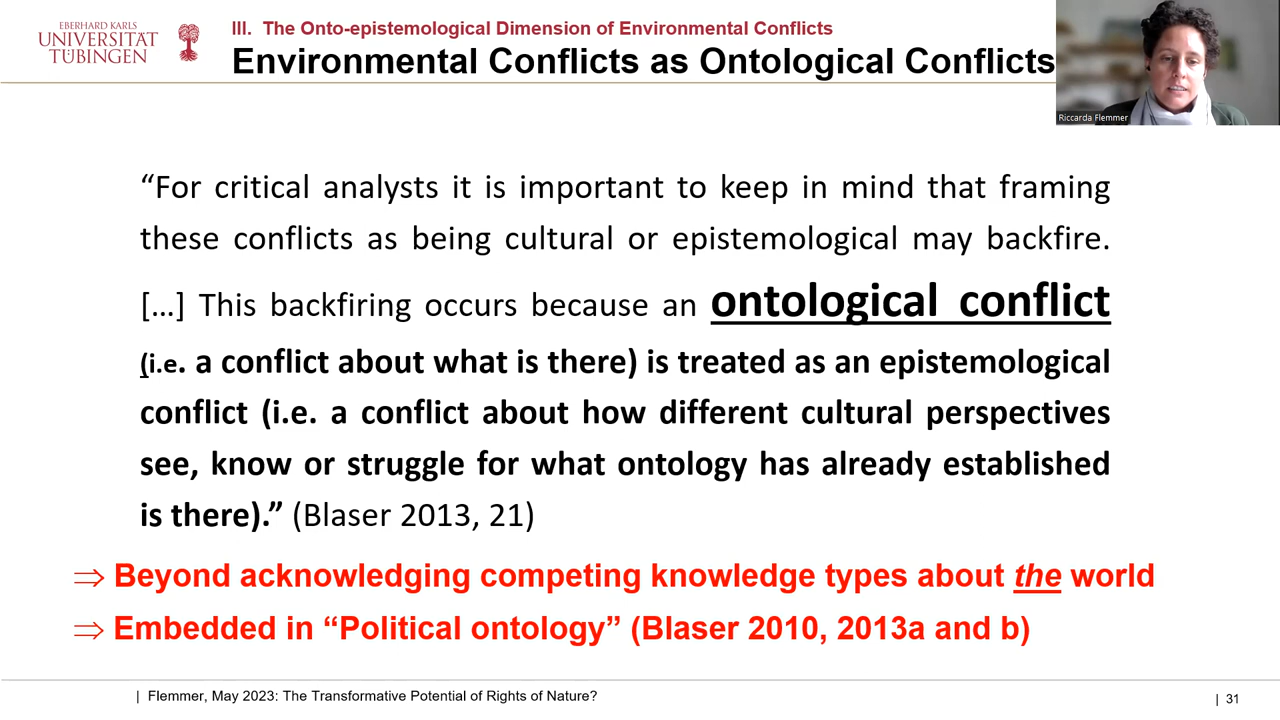 EBERHARD KARLS
UNIVERSITÄT
TÜBINGEN
III. The Onto-epistemological Dimension of Environmental Conflicts
Environmental Conflicts as Ontological Conflicts
Riccarda Flemmer
“For critical analysts it is important to keep in mind that framing
these conflicts as being cultural or epistemological may backfire.
[…] This backfiring occurs because an ontological conflict
(i.e. a conflict about what is there) is treated as an epistemological
conflict (i.e. a conflict about how different cultural perspectives
see, know or struggle for what ontology has already established
is there).” (Blaser 2013, 21)
⇒ Beyond acknowledging competing knowledge types about the world
⇒ Embedded in “Political ontology” (Blaser 2010, 2013a and b)
| Flemmer, May 2023: The Transformative Potential of Rights of Nature?
| 31